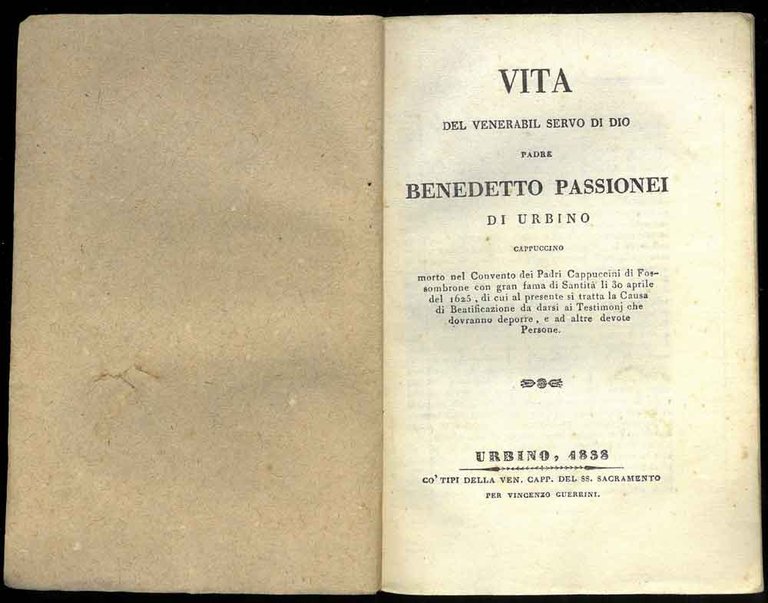 VITA
DEL VENERABIL SERVO DI DIO
PADRE
BENEDETTO PASSIONEI
DI URBINO
CAPPUCCINO
morto nel Convento dei Padri Cappuccini di Fos-
sombrone con gran fama di Santità li 30 aprile
del 1625, di cui al presente si tratta la Causa
di Beatificazione da darsi ai Testimonj che
dovranno deporre, e ad altre devote
Persone.
URBINO, 1838
CO' TIPI DELLA VEN. CAPP. DEL SS. SACRAMENTO
PER VINCENZO GUERRINI.